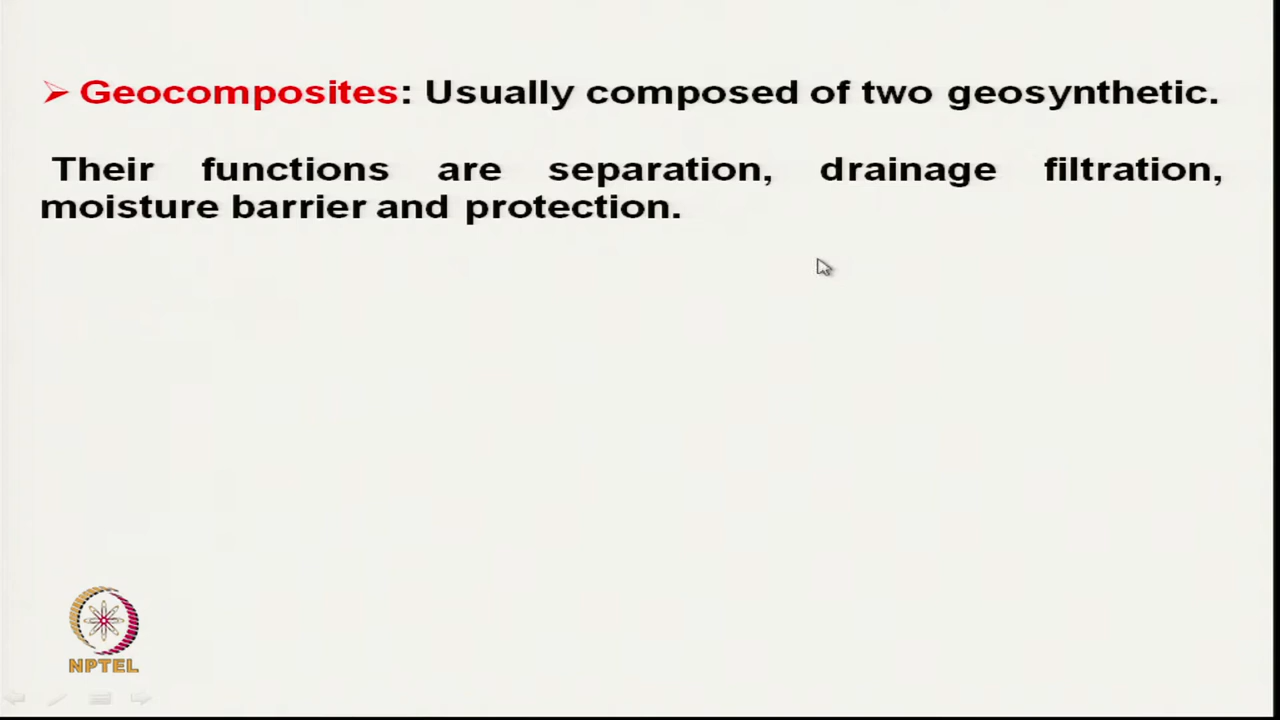 ➢ Geocomposites: Usually composed of two geosynthetic.
Their functions are separation, drainage filtration,
moisture barrier and protection.
NPTEL